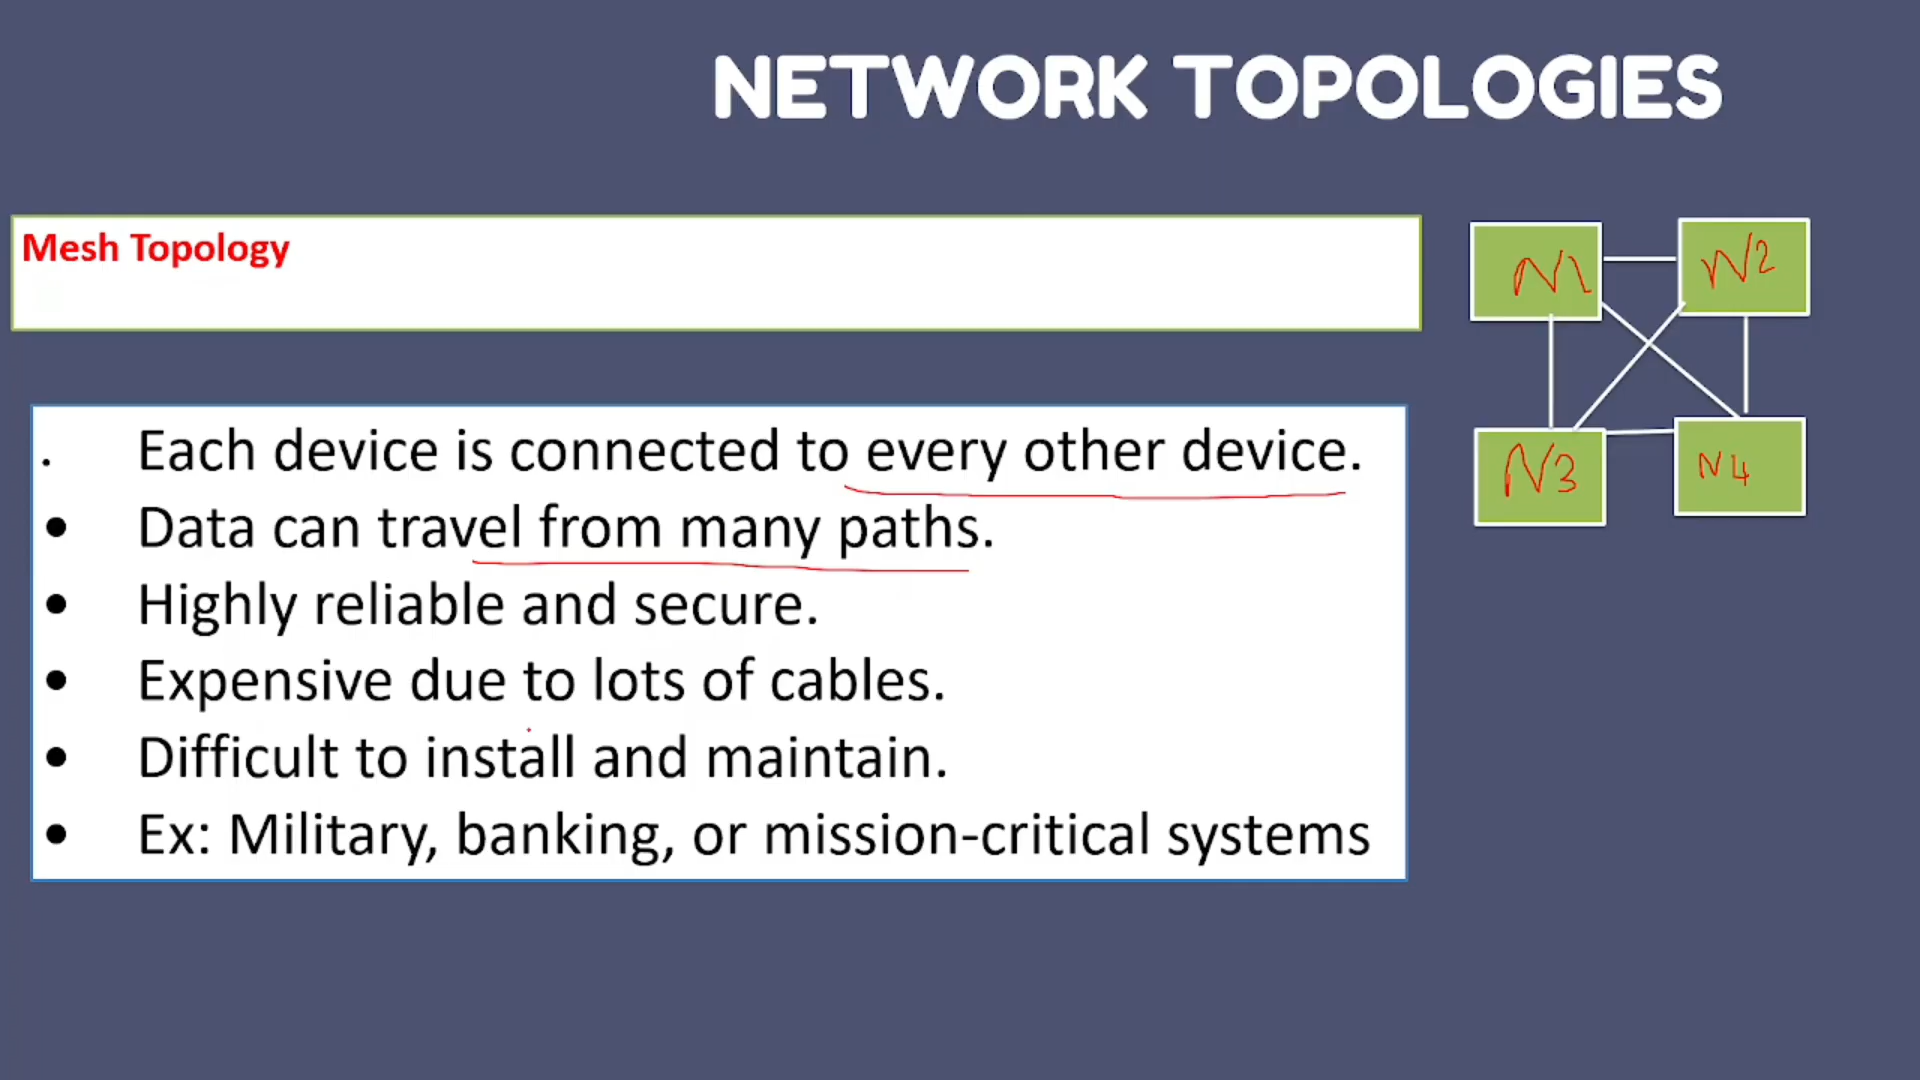 NETWORK TOPOLOGIES
Mesh Topology
N1
N2
N3
N4
. Each device is connected to every other device.
• Data can travel from many paths.
• Highly reliable and secure.
• Expensive due to lots of cables.
• Difficult to install and maintain.
• Ex: Military, banking, or mission-critical systems